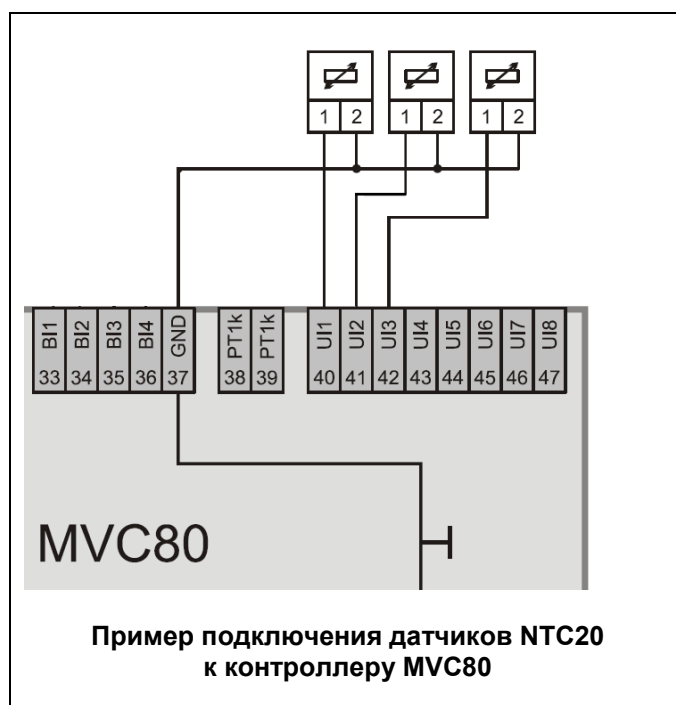 1 2 1 2 1 2
BI1 BI2 BI3 BI4 GND PT1k PT1k UI1 UI2 UI3 UI4 UI5 UI6 UI7 UI8
33 34 35 36 37 38 39 40 41 42 43 44 45 46 47
MVC80
Пример подключения датчиков NTC20
к контроллеру MVC80